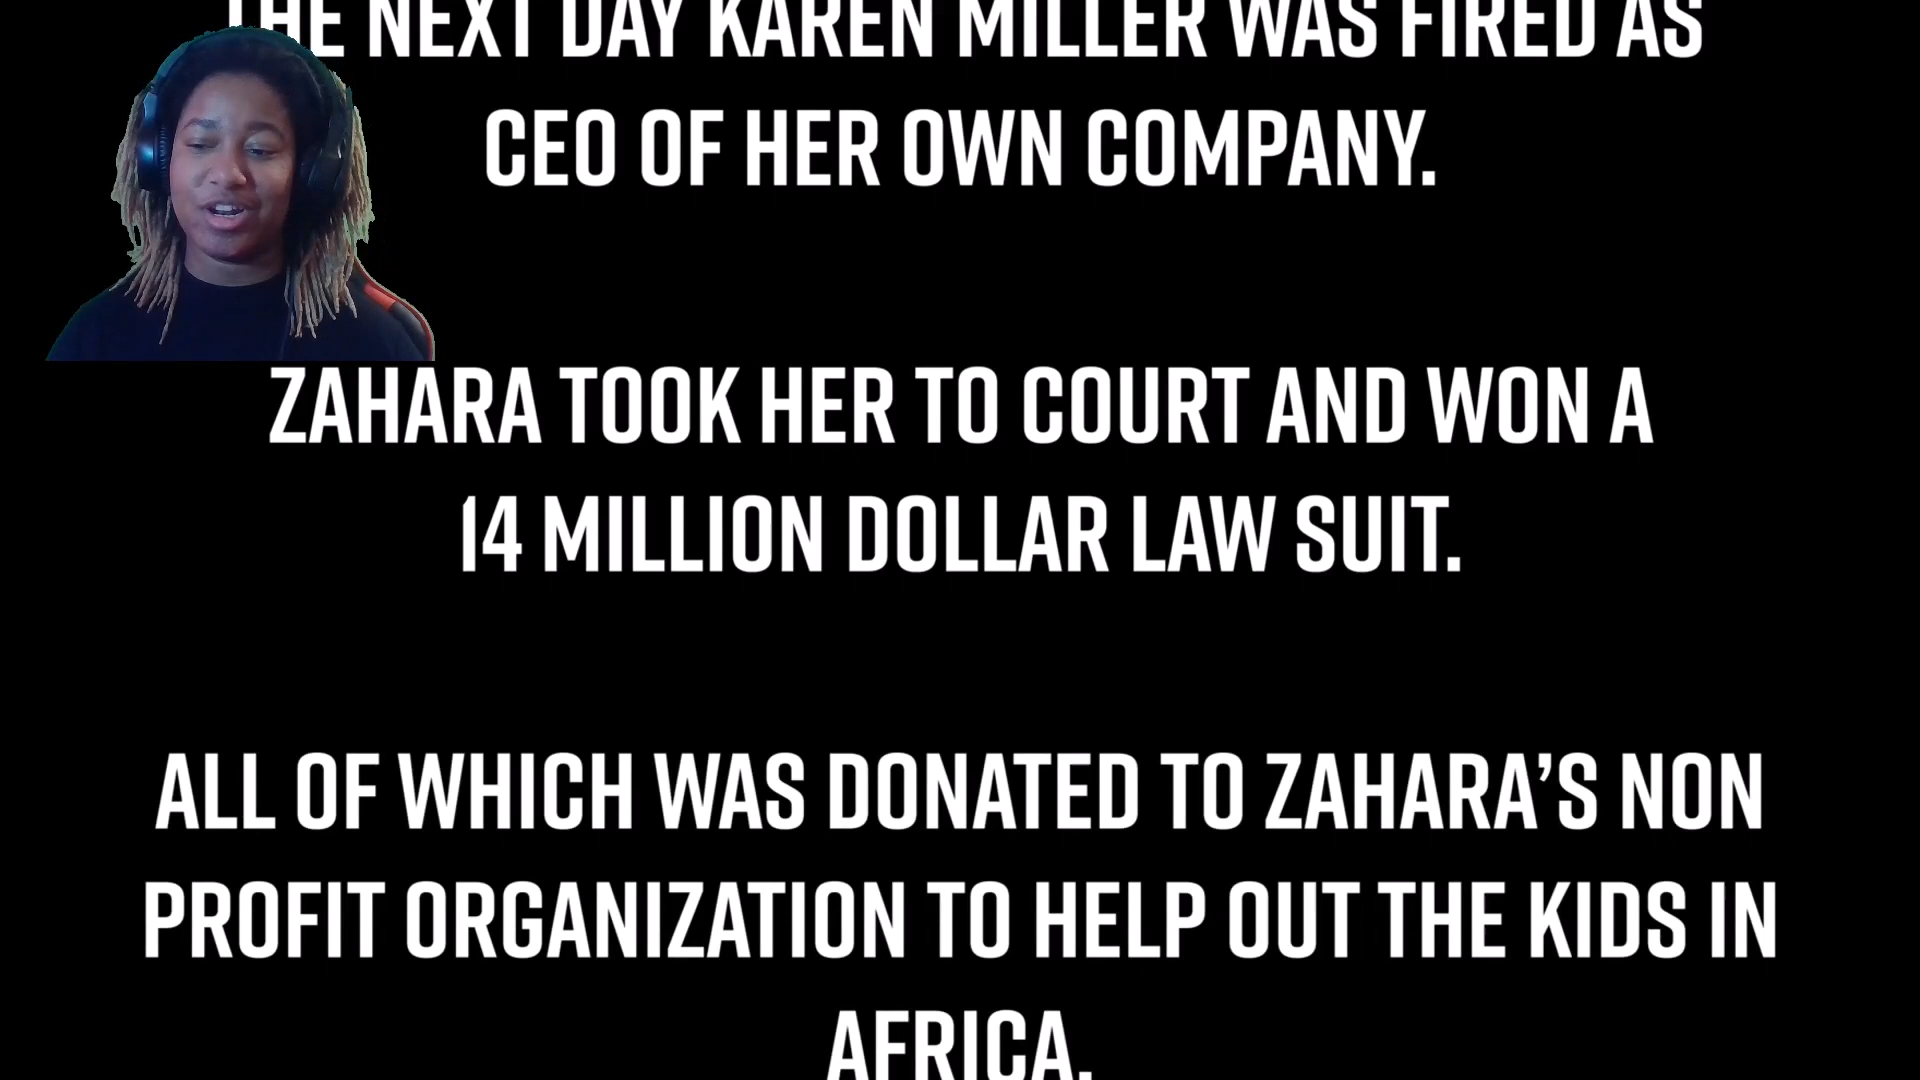 THE NEXT DAY KAREN MILLER WAS FIRED AS
CEO OF HER OWN COMPANY.
ZAHARA TOOK HER TO COURT AND WON A
14 MILLION DOLLAR LAW SUIT.
ALL OF WHICH WAS DONATED TO ZAHARA'S NON
PROFIT ORGANIZATION TO HELP OUT THE KIDS IN
AFRICA.